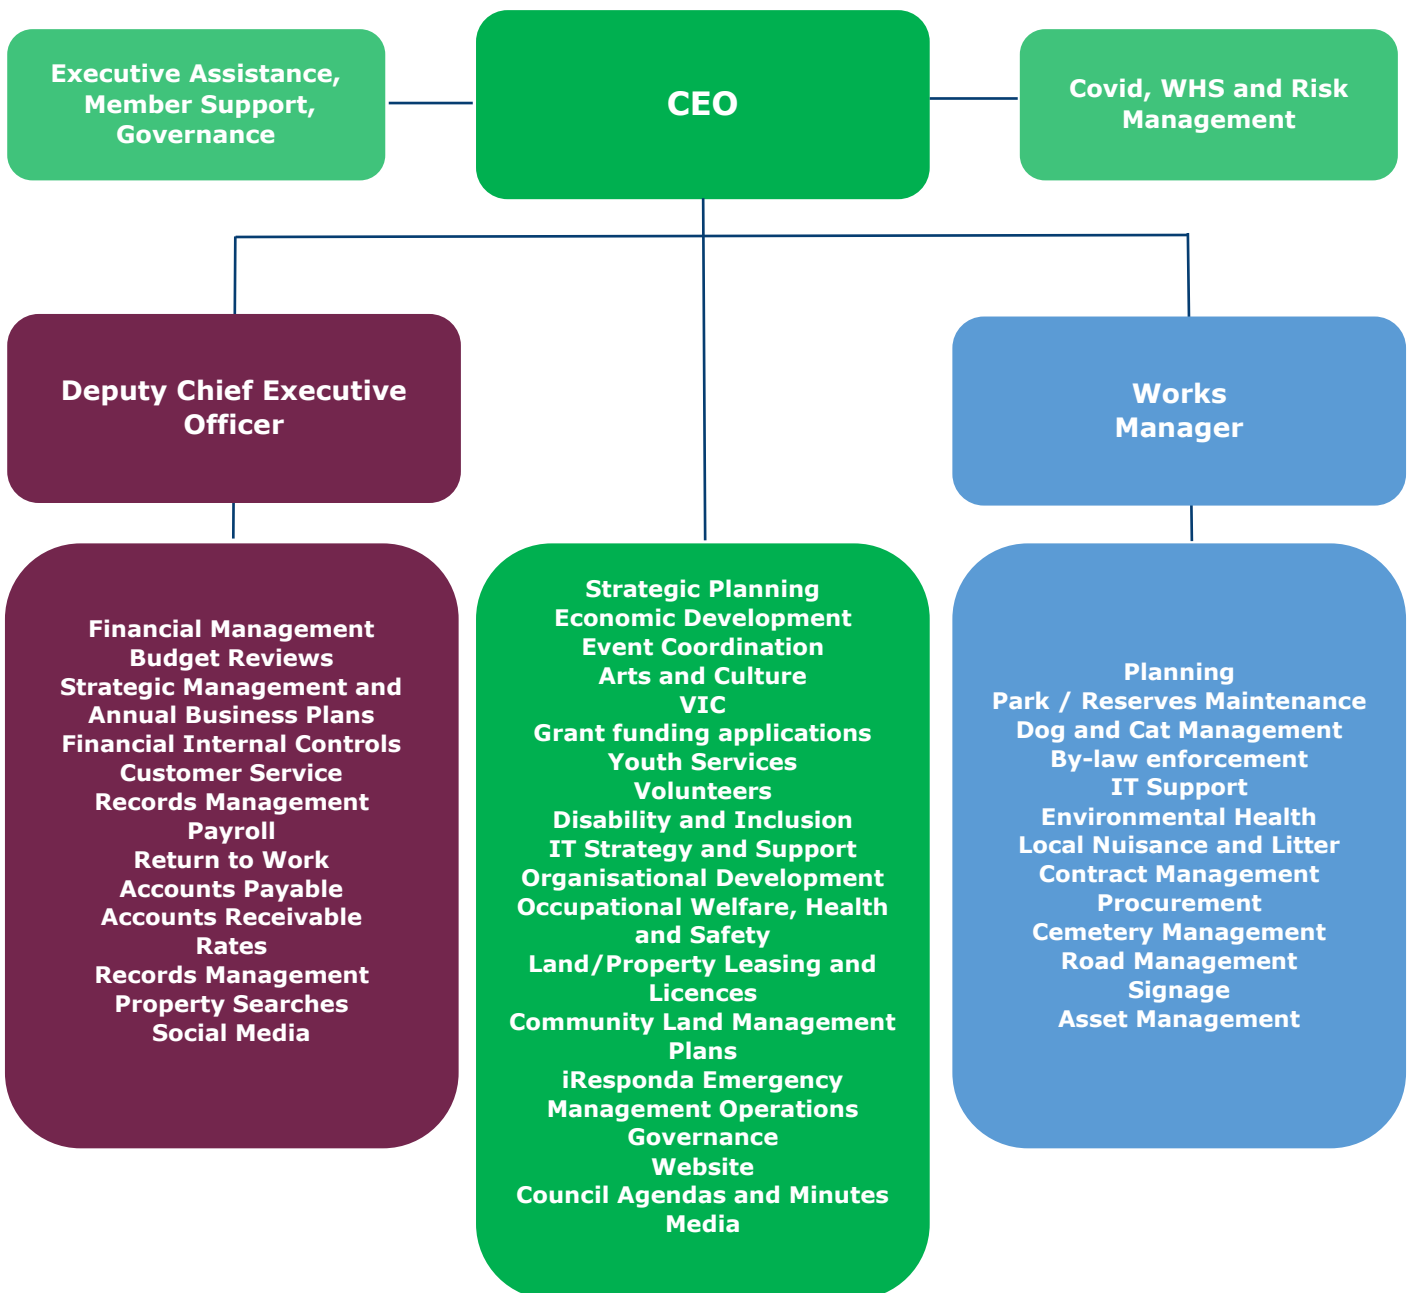 Executive Assistance,
Member Support,
Governance
CEO
Covid, WHS and Risk
Management
Deputy Chief Executive
Officer
Works
Manager
Financial Management
Budget Reviews
Strategic Management and
Annual Business Plans
Financial Internal Controls
Customer Service
Records Management
Payroll
Return to Work
Accounts Payable
Accounts Receivable
Rates
Records Management
Property Searches
Social Media
Strategic Planning
Economic Development
Event Coordination
Arts and Culture
VIC
Grant funding applications
Youth Services
Volunteers
Disability and Inclusion
IT Strategy and Support
Organisational Development
Occupational Welfare, Health
and Safety
Land/Property Leasing and
Licences
Community Land Management
Plans
iResponda Emergency
Management Operations
Governance
Website
Council Agendas and Minutes
Media
Planning
Park / Reserves Maintenance
Dog and Cat Management
By-law enforcement
IT Support
Environmental Health
Local Nuisance and Litter
Contract Management
Procurement
Cemetery Management
Road Management
Signage
Asset Management